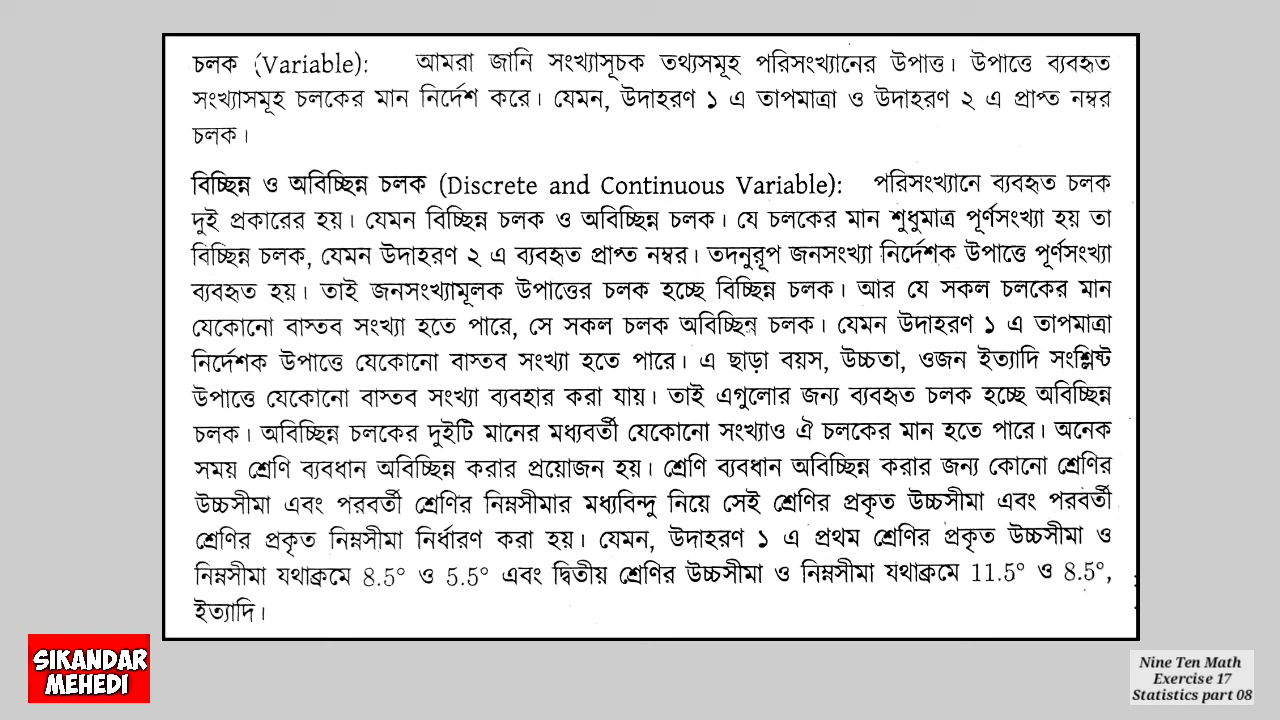 চলক (Variable): আমরা জানি সংখ্যাসূচক তথ্যসমূহ পরিসংখ্যানের উপাত্ত। উপাত্তে ব্যবহৃত
সংখ্যাসমূহ চলকের মান নির্দেশ করে। যেমন, উদাহরণ ১ এ তাপমাত্রা ও উদাহরণ ২ এ প্রাপ্ত নম্বর
চলক।
বিচ্ছিন্ন ও অবিচ্ছিন্ন চলক (Discrete and Continuous Variable): পরিসংখ্যানে ব্যবহৃত চলক
দুই প্রকারের হয়। যেমন বিচ্ছিন্ন চলক ও অবিচ্ছিন্ন চলক। যে চলকের মান শুধুমাত্র পূর্ণসংখ্যা হয় তা
বিচ্ছিন্ন চলক, যেমন উদাহরণ ২ এ ব্যবহৃত প্রাপ্ত নম্বর। তদনুরূপ জনসংখ্যা নির্দেশক উপাত্তে পূর্ণসংখ্যা
ব্যবহৃত হয়। তাই জনসংখ্যামূলক উপাত্তের চলক হচ্ছে বিচ্ছিন্ন চলক। আর যে সকল চলকের মান
যেকোনো বাস্তব সংখ্যা হতে পারে, সে সকল চলক অবিচ্ছিন্ন চলক। যেমন উদাহরণ ১ এ তাপমাত্রা
নির্দেশক উপাত্তে যেকোনো বাস্তব সংখ্যা হতে পারে। এ ছাড়া বয়স, উচ্চতা, ওজন ইত্যাদি সংশ্লিষ্ট
উপাত্তে যেকোনো বাস্তব সংখ্যা ব্যবহার করা যায়। তাই এগুলোর জন্য ব্যবহৃত চলক হচ্ছে অবিচ্ছিন্ন
চলক। অবিচ্ছিন্ন চলকের দুইটি মানের মধ্যবর্তী যেকোনো সংখ্যাও ঐ চলকের মান হতে পারে। অনেক
সময় শ্রেণি ব্যবধান অবিচ্ছিন্ন করার প্রয়োজন হয়। শ্রেণি ব্যবধান অবিচ্ছিন্ন করার জন্য কোনো শ্রেণির
উচ্চসীমা এবং পরবর্তী শ্রেণির নিম্নসীমার মধ্যবিন্দু নিয়ে সেই শ্রেণির প্রকৃত উচ্চসীমা এবং পরবর্তী
শ্রেণির প্রকৃত নিম্নসীমা নির্ধারণ করা হয়। যেমন, উদাহরণ ১ এ প্রথম শ্রেণির প্রকৃত উচ্চসীমা ও
নিম্নসীমা যথাক্রমে 8.5° ও 5.5° এবং দ্বিতীয় শ্রেণির উচ্চসীমা ও নিম্নসীমা যথাক্রমে 11.5° ও 8.5°,
ইত্যাদি।
SIKANDAR
MEHEDI
Nine Ten Math
Exercise 17
Statistics part 08